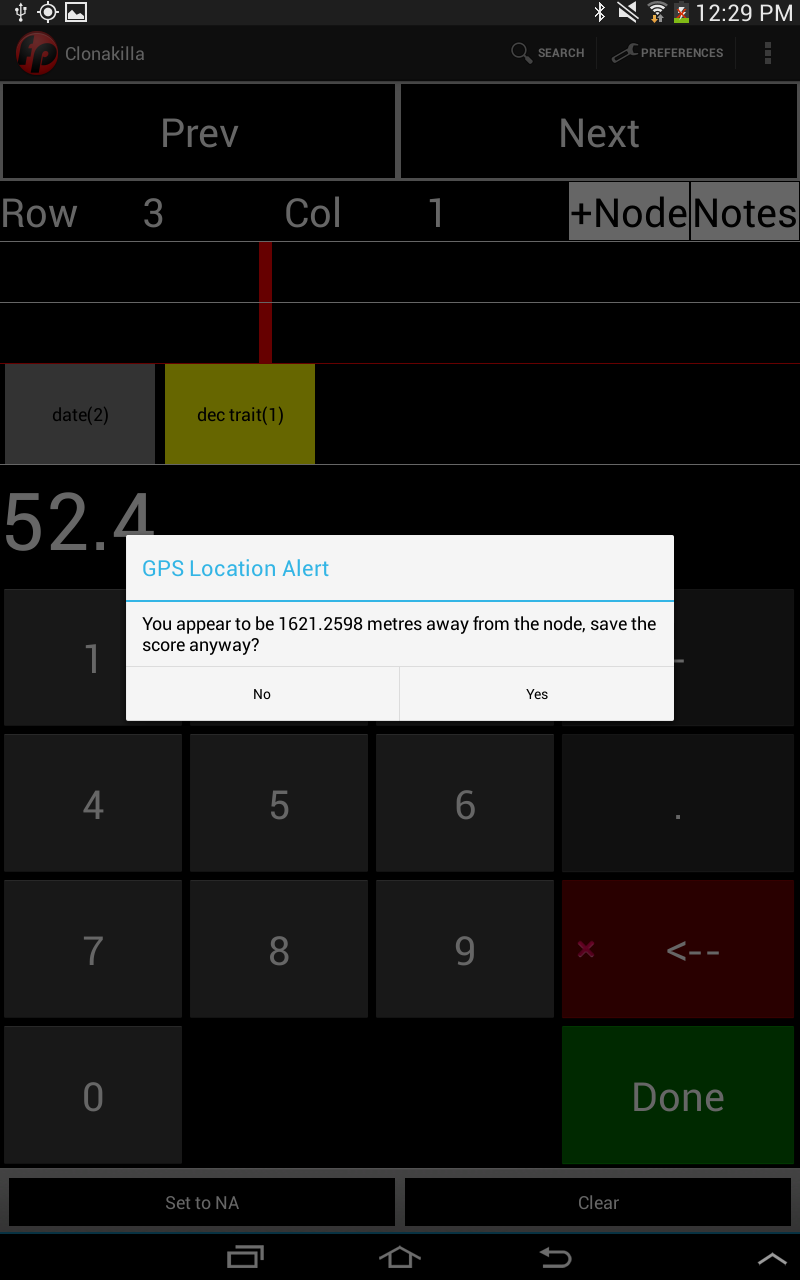 12:29 PM
fp Clonakilla SEARCH PREFERENCES
Prev Next
Row 3 Col 1 +Node Notes
date(2) dec trait(1)
52.4
GPS Location Alert
You appear to be 1621.2598 metres away from the node, save the
score anyway?
No Yes
1 -
4 5 6 .
7 8 9 <--
0 Done
Set to NA Clear